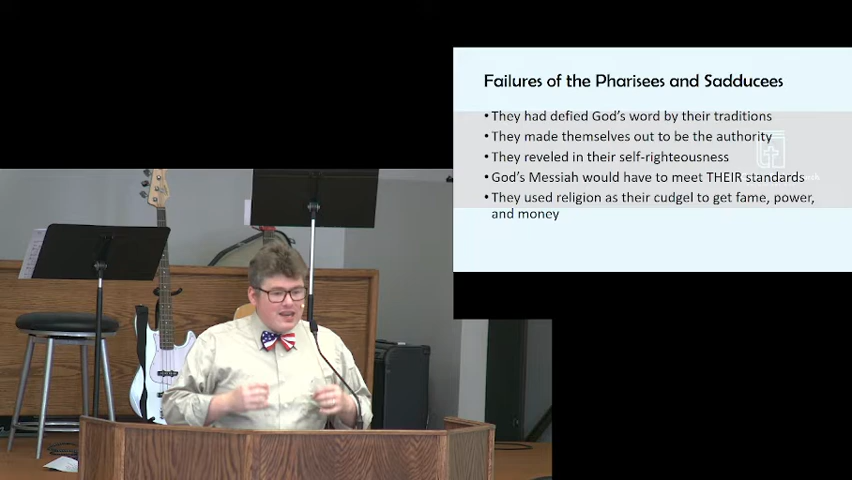 Failures of the Pharisees and Sadducees
• They had defied God's word by their traditions
• They made themselves out to be the authority
• They reveled in their self-righteousness
• God's Messiah would have to meet THEIR standards
• They used religion as their cudgel to get fame, power,
and money